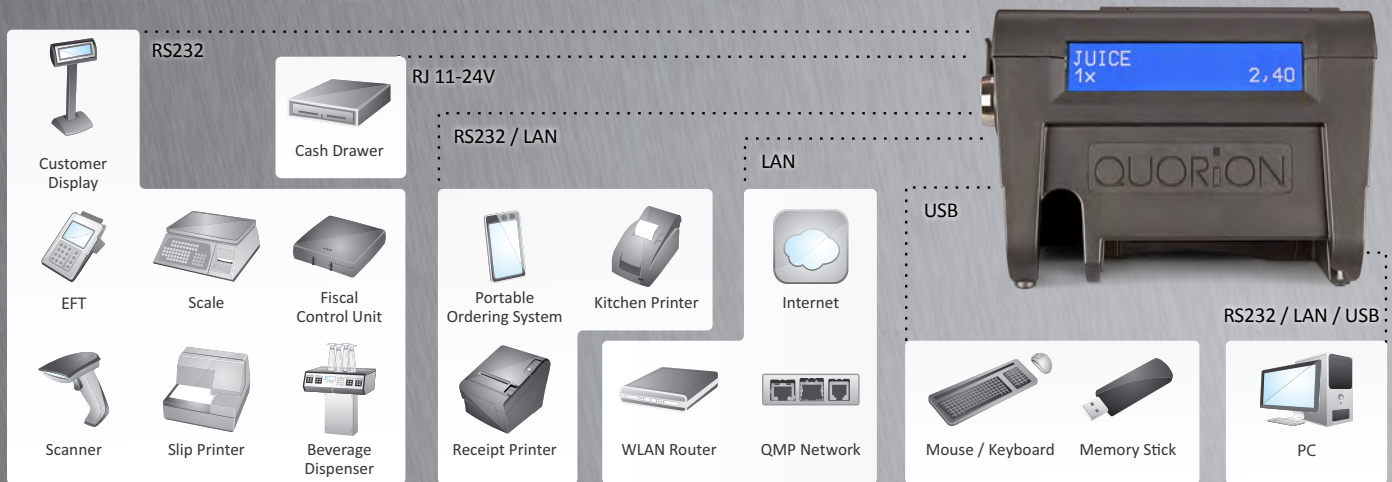 RS232
Customer
Display
EFT
Scale
Fiscal
Control Unit
Scanner
Slip Printer
Beverage
Dispenser
RJ 11-24V
Cash Drawer
RS232 / LAN
Portable
Ordering System
Kitchen Printer
Receipt Printer
LAN
Internet
WLAN Router
QMP Network
USB
Mouse / Keyboard
Memory Stick
JUICE
1x 2,40
QUORiON
RS232 / LAN / USB
PC